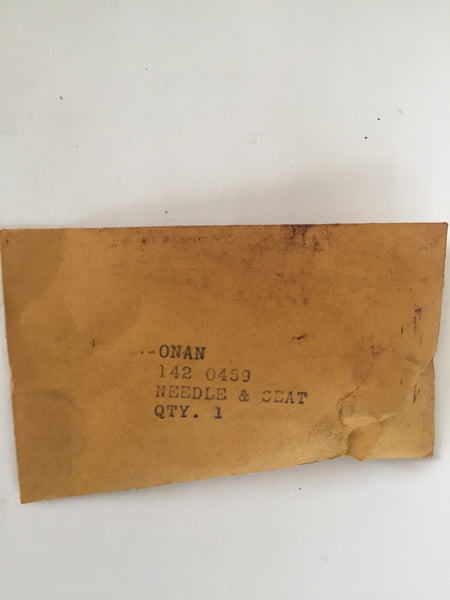 --ONAN
142 0459
NEEDLE & SEAT
QTY. 1